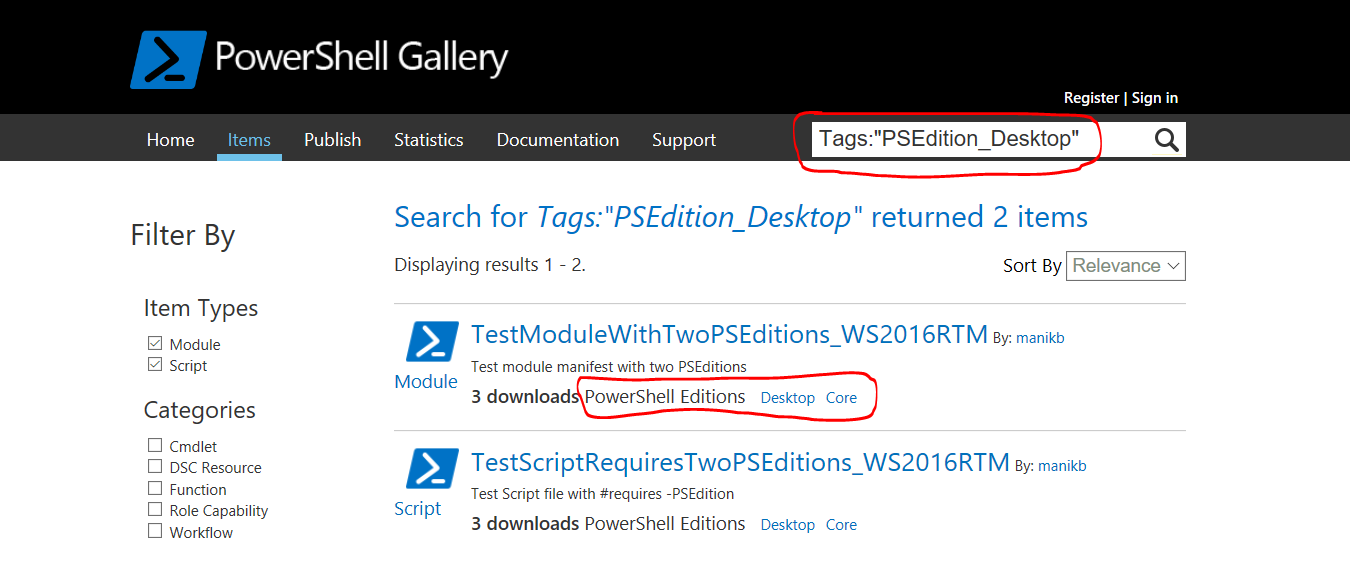 PowerShell Gallery
Register | Sign in
Home Items Publish Statistics Documentation Support Tags:"PSEdition_Desktop"
Filter By
Search for Tags:"PSEdition_Desktop" returned 2 items
Displaying results 1 - 2.
Sort By Relevance
Item Types
Module
Script
Categories
Cmdlet
DSC Resource
Function
Role Capability
Workflow
TestModuleWithTwoPSEditions_WS2016RTM By: manikb
Test module manifest with two PSEditions
Module
3 downloads PowerShell Editions Desktop Core
TestScriptRequiresTwoPSEditions_WS2016RTM By: manikb
Test Script file with #requires -PSEdition
Script
3 downloads PowerShell Editions Desktop Core